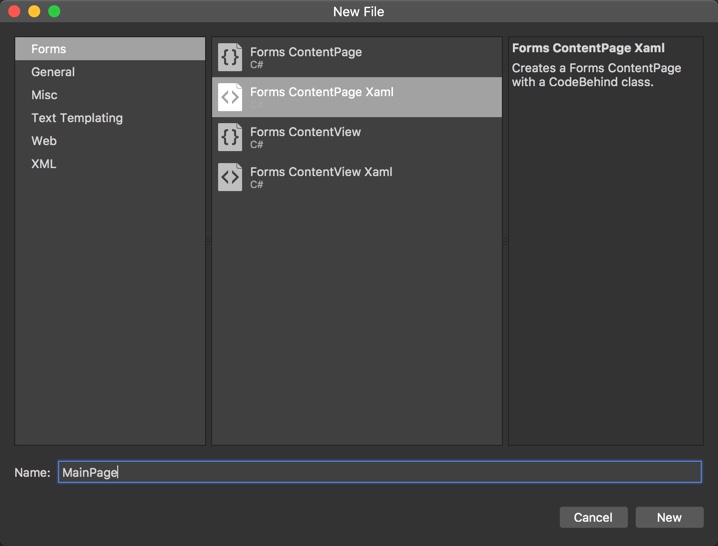 New File
Forms
General
Misc
Text Templating
Web
XML
Forms ContentPage
C#
Forms ContentPage Xaml
C#
Forms ContentView
C#
Forms ContentView Xaml
C#
Forms ContentPage Xaml
Creates a Forms ContentPage
with a CodeBehind class.
Name:
MainPage
Cancel
New